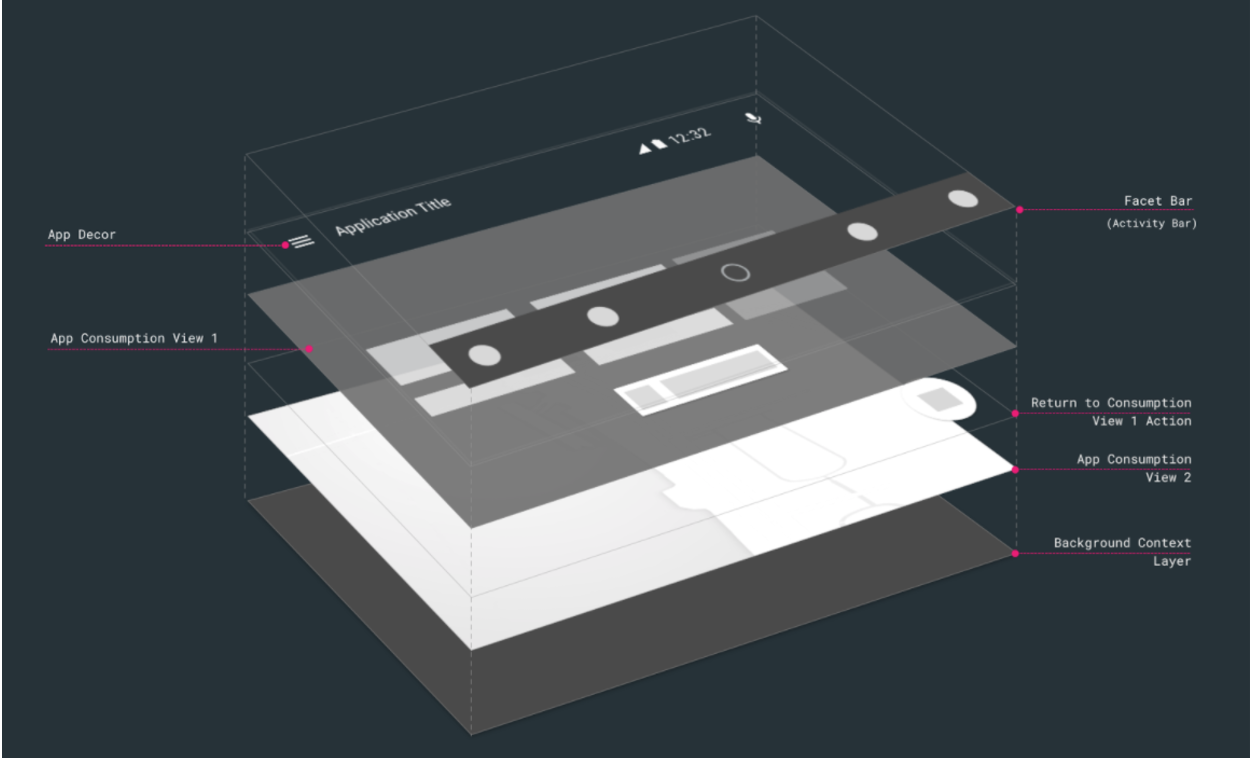 12:32
Application Title
App Decor
Facet Bar
(Activity Bar)
App Consumption View 1
Return to Consumption
View 1 Action
App Consumption
View 2
Background Context
Layer